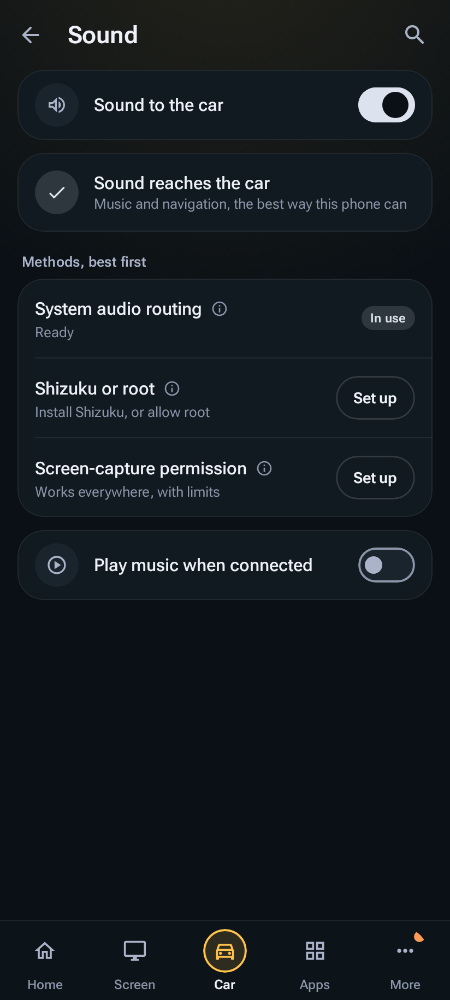 Sound
Sound to the car
Sound reaches the car
Music and navigation, the best way this phone can
Methods, best first
System audio routing
Ready
In use
Shizuku or root
Install Shizuku, or allow root
Set up
Screen-capture permission
Works everywhere, with limits
Set up
Play music when connected
Home
Screen
Car
Apps
More